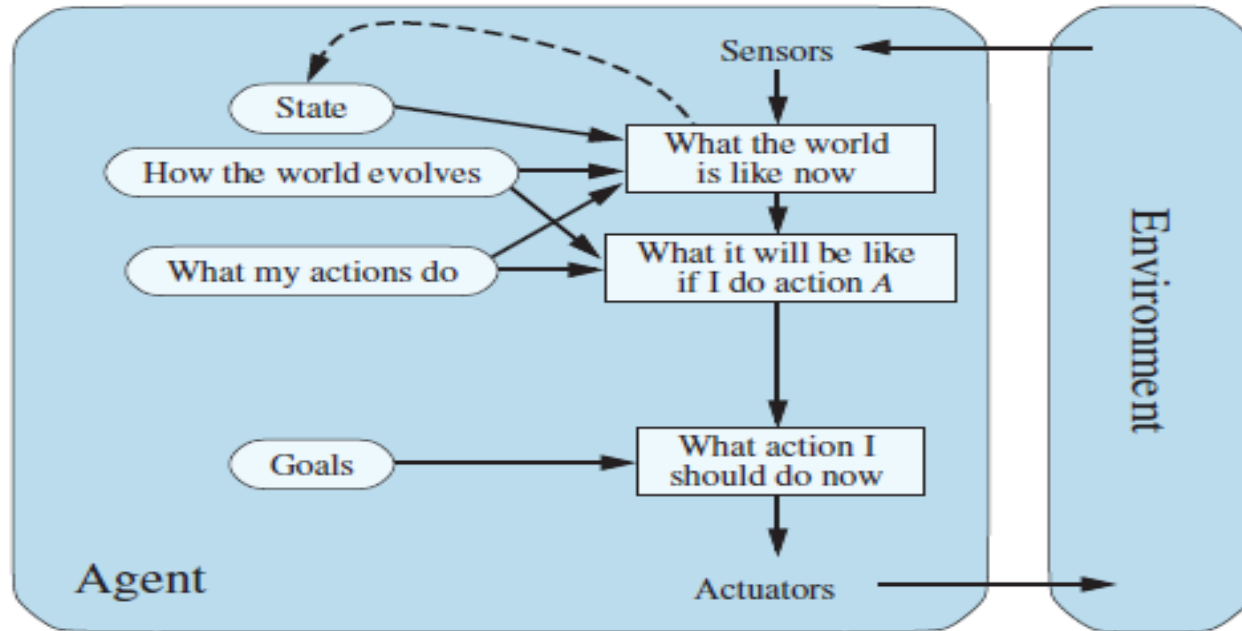 Sensors
State
What the world
is like now
How the world evolves
What it will be like
if I do action A
What my actions do
What action I
should do now
Goals
Agent
Actuators
Environment